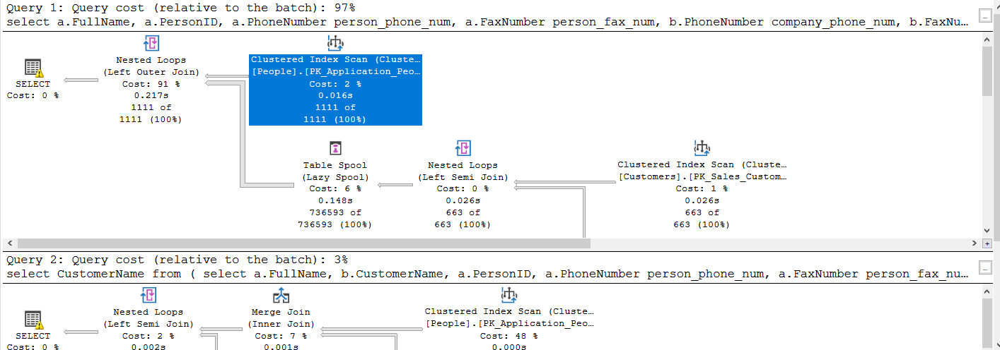 Query 1: Query cost (relative to the batch): 97%
select a.FullName, a.PersonID, a.PhoneNumber person_phone_num, a.FaxNumber person_fax_num, b.PhoneNumber company_phone_num, b.FaxNu...
Nested Loops
(Left Outer Join)
Cost: 91 %
0.217s
1111 of
1111 (100%)
Clustered Index Scan (Cluste...
[People].[PK_Application_Peo...
Cost: 2 %
0.016s
1111 of
1111 (100%)
SELECT
Cost: 0 %
Table Spool
(Lazy Spool)
Cost: 6 %
0.148s
736593 of
736593 (100%)
Nested Loops
(Left Semi Join)
Cost: 0 %
0.026s
663 of
663 (100%)
Clustered Index Scan (Cluste...
[Customers].[PK_Sales_Custom...
Cost: 1 %
0.026s
663 of
663 (100%)
Query 2: Query cost (relative to the batch): 3%
select CustomerName from ( select a.FullName, b.CustomerName, a.PersonID, a.PhoneNumber person_phone_num, a.FaxNumber person_fax_nu...
Nested Loops
(Left Semi Join)
Cost: 2 %
0.002s
Merge Join
(Inner Join)
Cost: 7 %
0.001s
Clustered Index Scan (Cluste...
[People].[PK_Application_Peo...
Cost: 48 %
0.000s
SELECT
Cost: 0 %